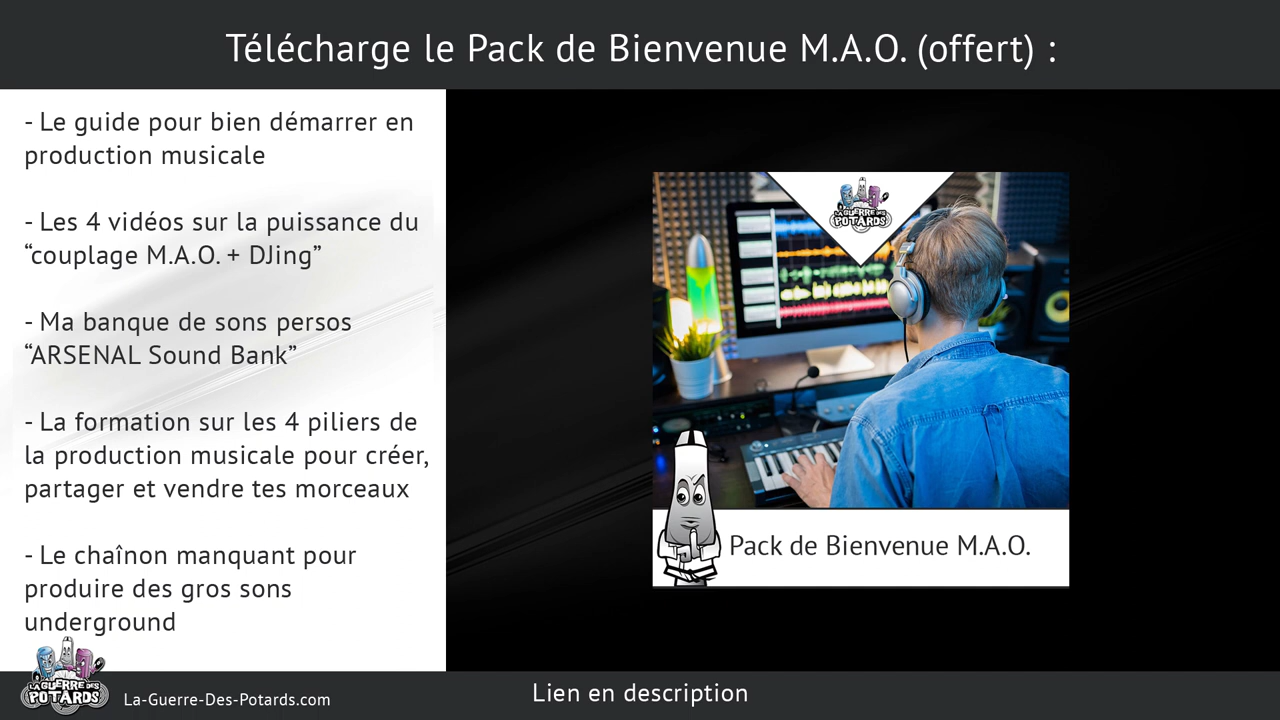 Télécharge le Pack de Bienvenue M.A.O. (offert) :
- Le guide pour bien démarrer en
production musicale
- Les 4 vidéos sur la puissance du
“couplage M.A.O. + DJing”
- Ma banque de sons persos
“ARSENAL Sound Bank”
- La formation sur les 4 piliers de
la production musicale pour créer,
partager et vendre tes morceaux
- Le chaînon manquant pour
produire des gros sons
underground
LA GUERRE DES
POTARDS
Pack de Bienvenue M.A.O.
LA GUERRE DES
POTARDS
La-Guerre-Des-Potards.com
Lien en description